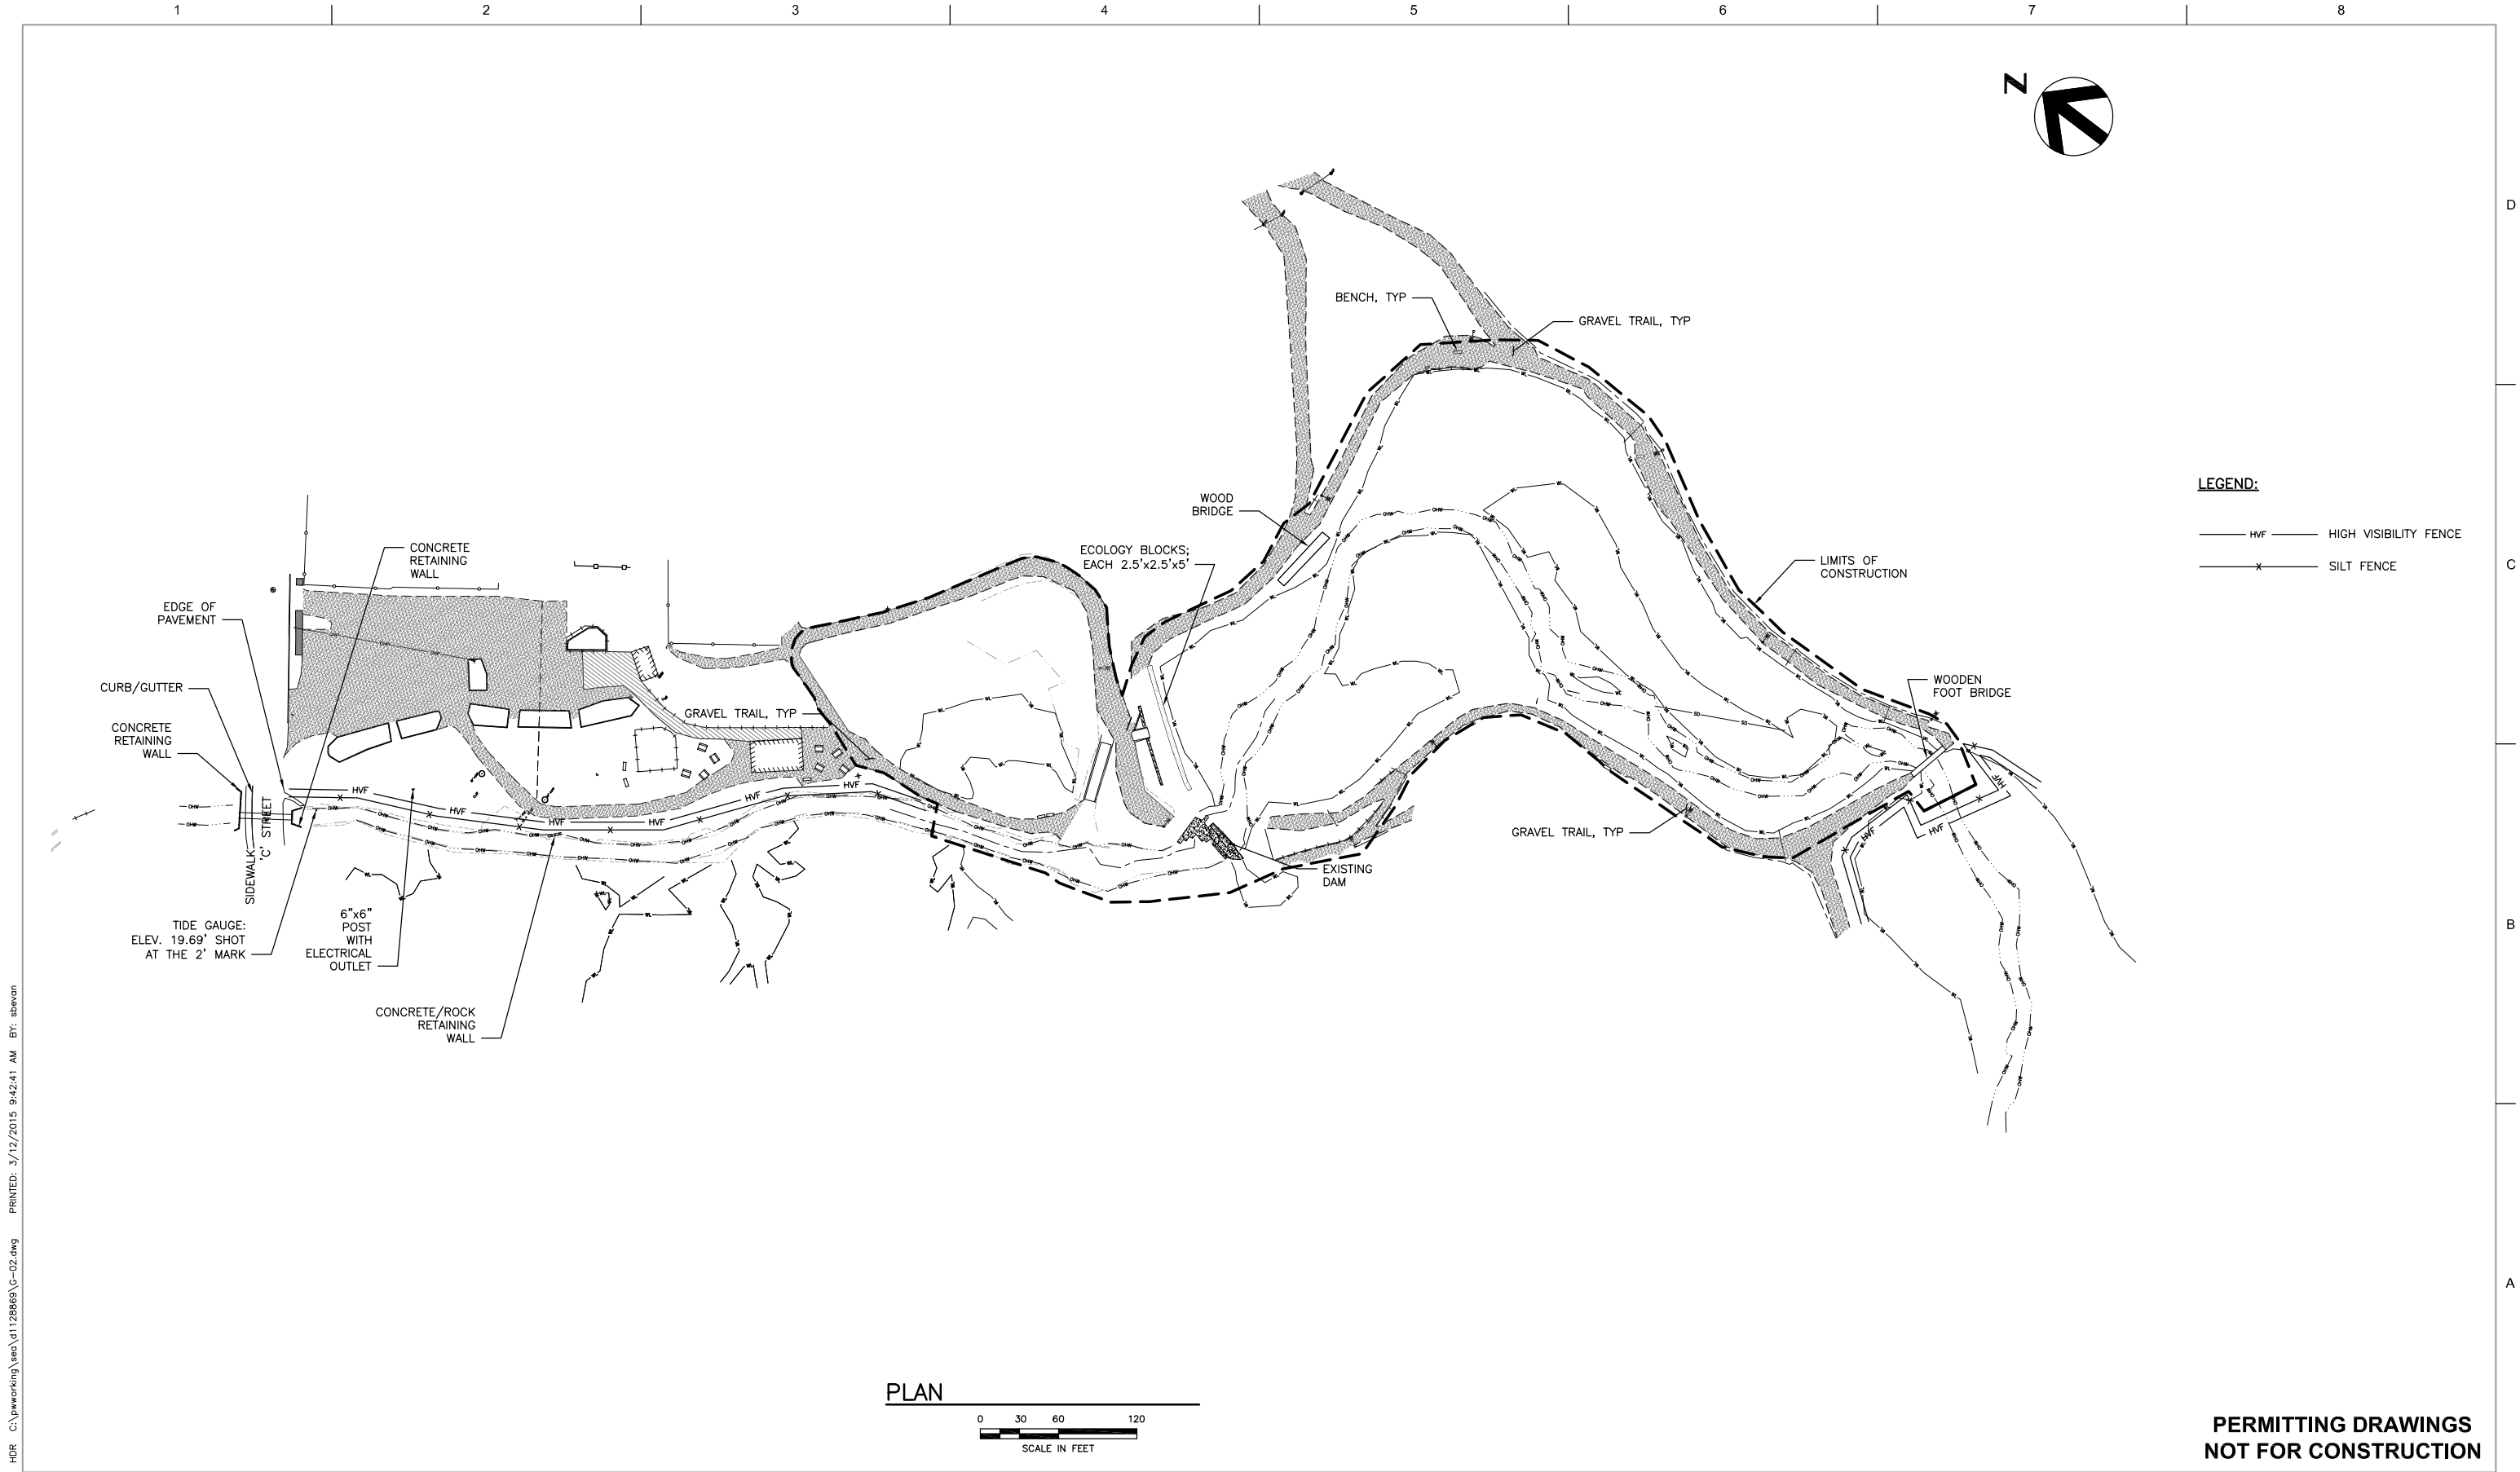 1
2
3
4
5
6
7
8
N
D
BENCH, TYP
GRAVEL TRAIL, TYP
LEGEND:
HVF
HIGH VISIBILITY FENCE
X
SILT FENCE
WOOD
BRIDGE
ECOLOGY BLOCKS;
EACH 2.5'x2.5'x5'
LIMITS OF
CONSTRUCTION
C
CONCRETE
RETAINING
WALL
EDGE OF
PAVEMENT
CURB/GUTTER
CONCRETE
RETAINING
WALL
GRAVEL TRAIL, TYP
WOODEN
FOOT BRIDGE
HVF
HVF
HVF
HVF
HVF
HVF
HVF
HVF
HVF
SIDEWALK
'C' STREET
GRAVEL TRAIL, TYP
EXISTING
DAM
TIDE GAUGE:
ELEV. 19.69' SHOT
AT THE 2' MARK
6"x6"
POST
WITH
ELECTRICAL
OUTLET
CONCRETE/ROCK
RETAINING
WALL
B
A
PLAN
0 30 60 120
SCALE IN FEET
PERMITTING DRAWINGS
NOT FOR CONSTRUCTION
HDR C:\pwworking\sea\d1128869\G-02.dwg PRINTED: 3/12/2015 9:42:41 AM BY: sbevan